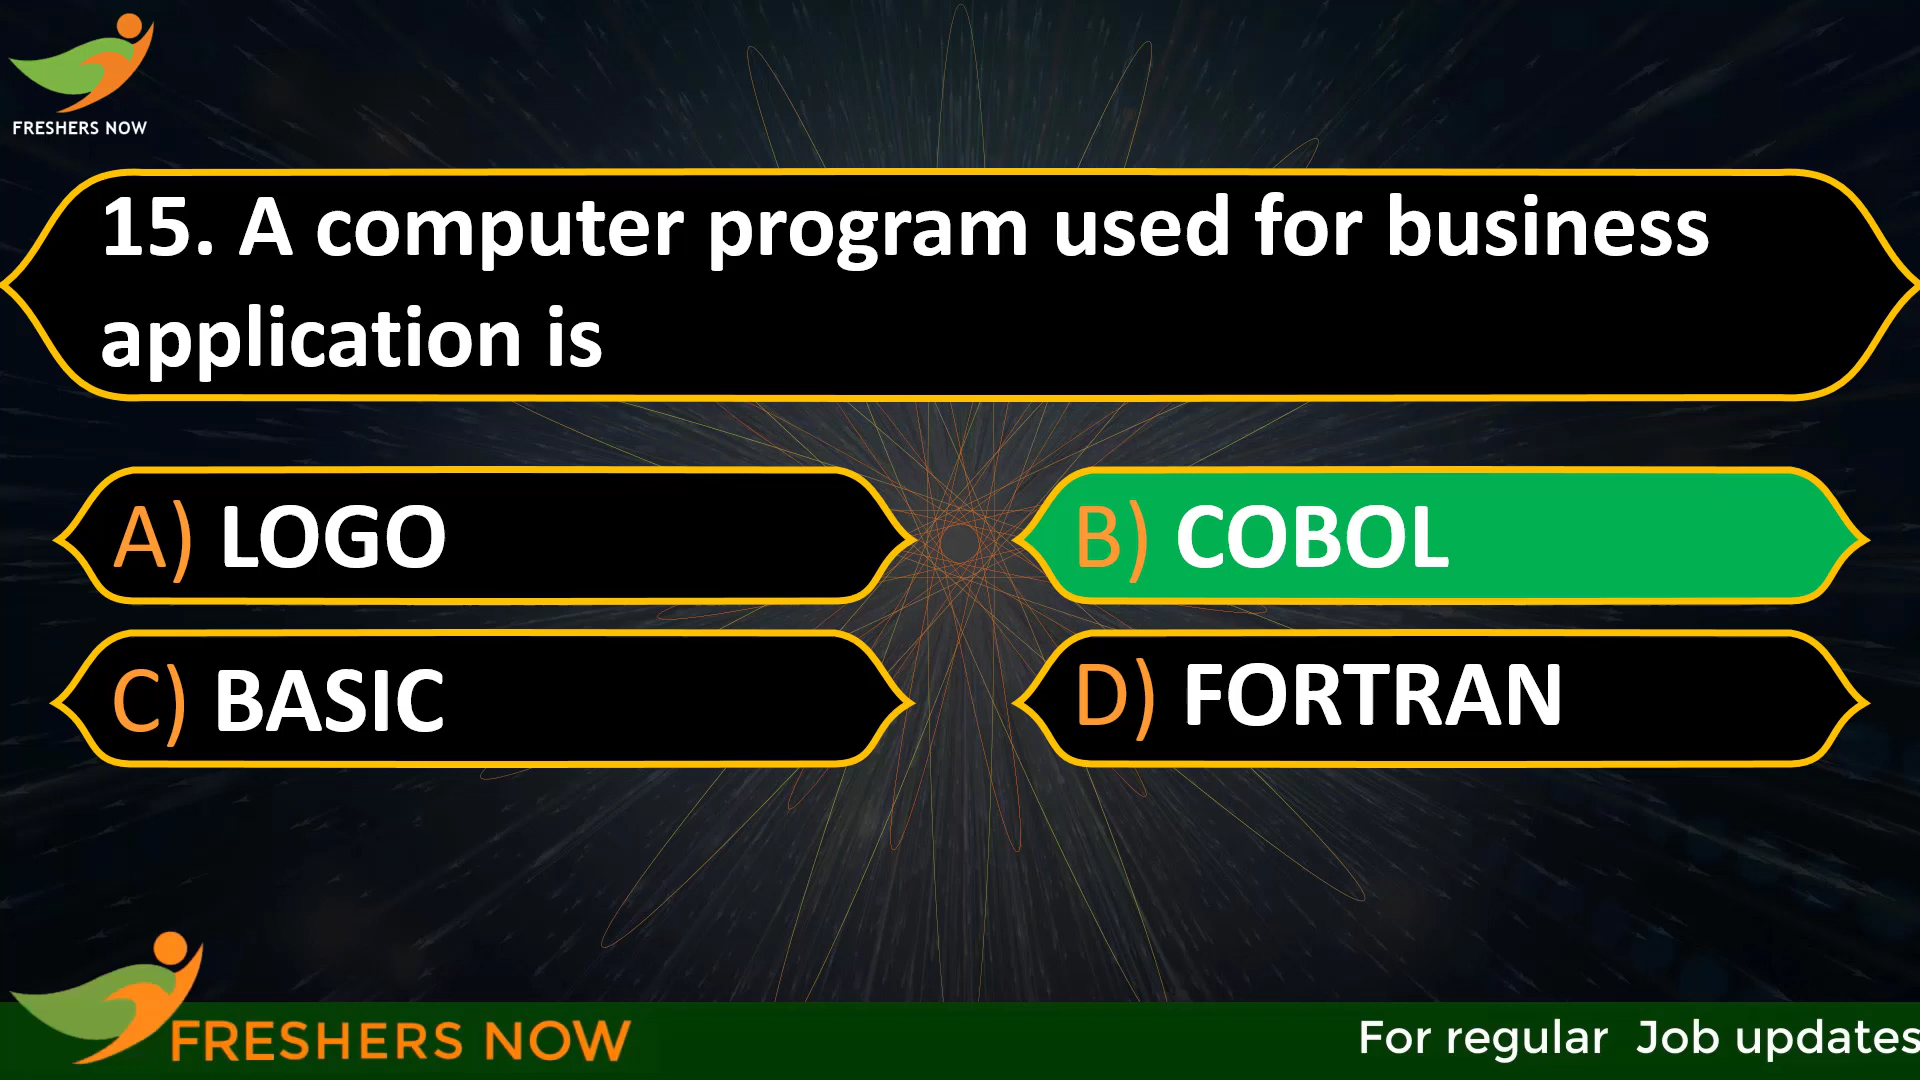 FRESHERS NOW
15. A computer program used for business
application is
A) LOGO
B) COBOL
C) BASIC
D) FORTRAN
FRESHERS NOW
For regular Job updates